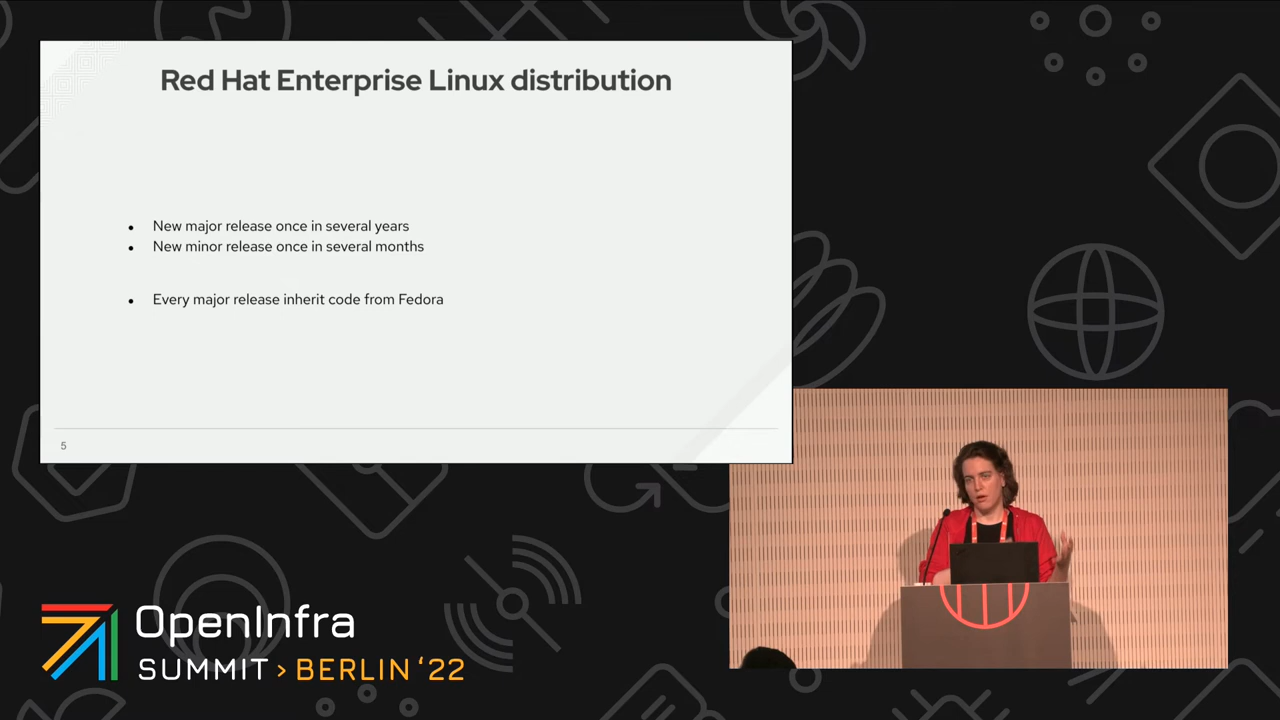 Red Hat Enterprise Linux distribution
• New major release once in several years
• New minor release once in several months
• Every major release inherit code from Fedora
5
OpenInfra
SUMMIT > BERLIN ‘22